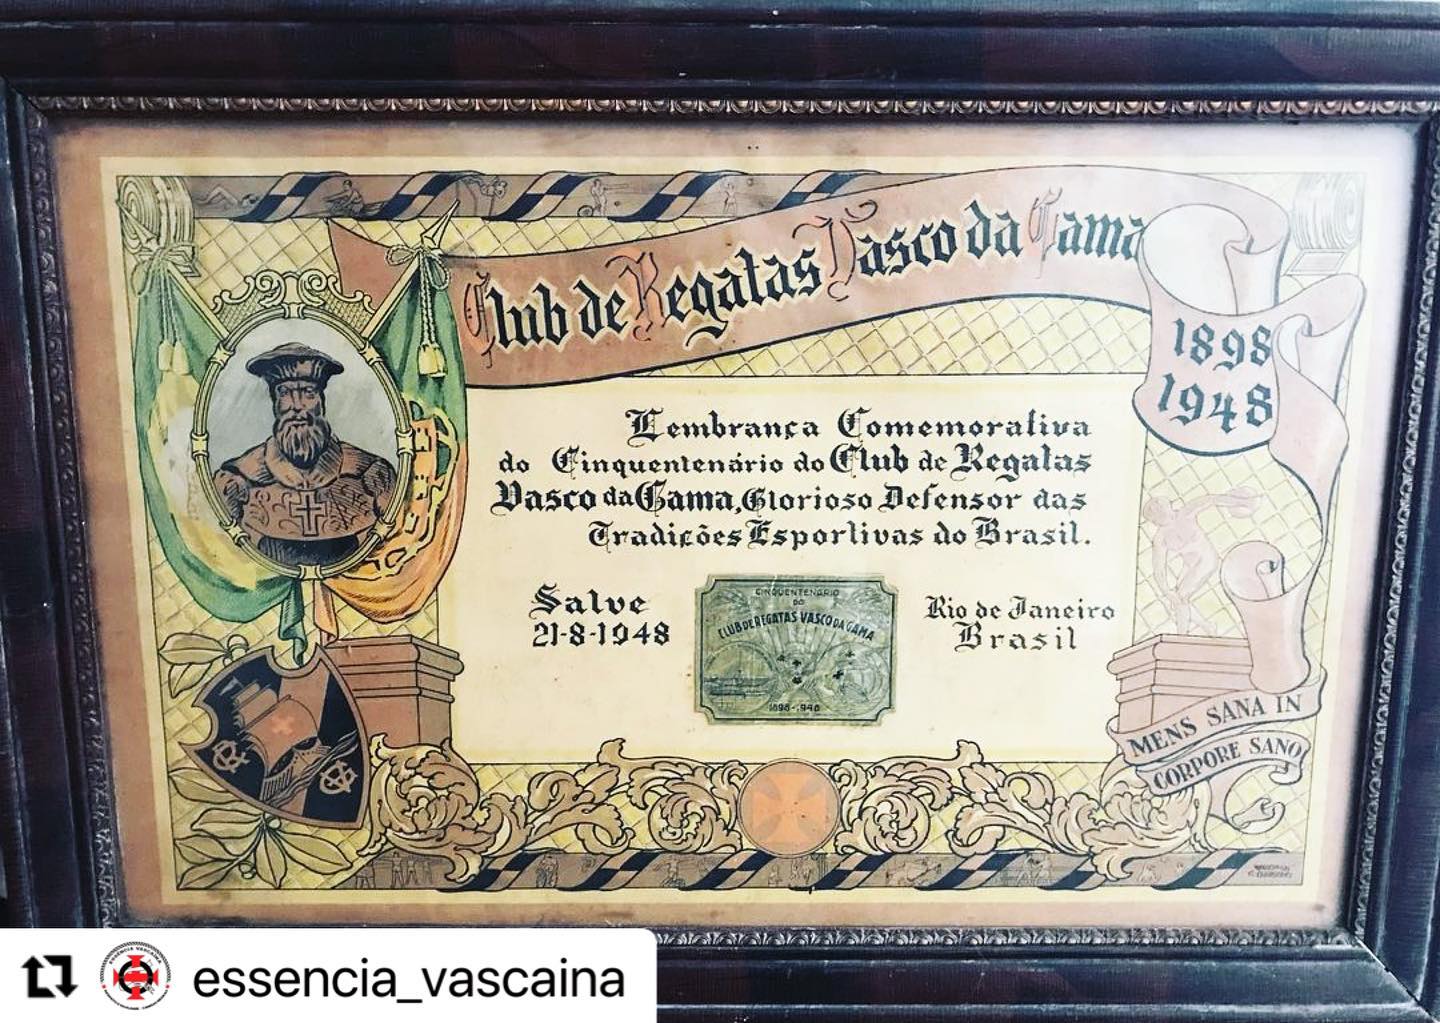 Club de Regatas Vasco da Gama
1898
1948
Lembrança Comemorativa
do Cinquentenário do Club de Regatas
Vasco da Gama, Glorioso Defensor das
Tradições Esportivas do Brasil.
Salve
21-8-1948
CINQUENTENÁRIO
DO
CLUB DE REGATAS VASCO DA GAMA
1898-1948
Rio de Janeiro
Brasil
MENS SANA IN
CORPORE SANO
essencia_vascaina